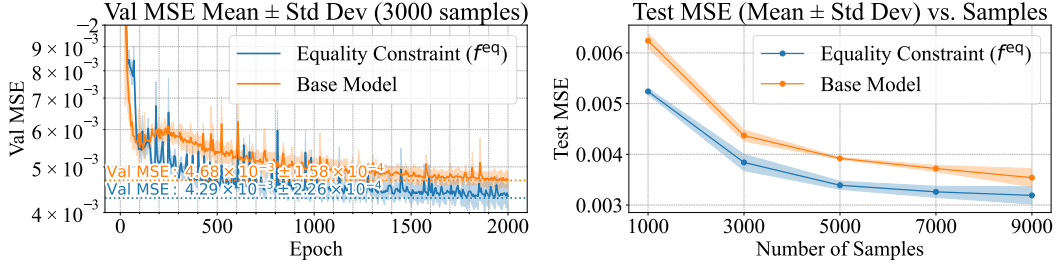 Val MSE Mean ± Std Dev (3000 samples)
−2
9 × 10⁻³
8 × 10⁻³
7 × 10⁻³
6 × 10⁻³
5 × 10⁻³
4 × 10⁻³
Val MSE
Equality Constraint (f^eq)
Base Model
Val MSE: 4.68 × 10⁻³ ± 1.58 × 10⁻⁴
Val MSE: 4.29 × 10⁻³ ± 2.26 × 10⁻⁴
0 500 1000 1500 2000
Epoch
Test MSE (Mean ± Std Dev) vs. Samples
0.006
0.005
0.004
0.003
Test MSE
Equality Constraint (f^eq)
Base Model
1000 3000 5000 7000 9000
Number of Samples